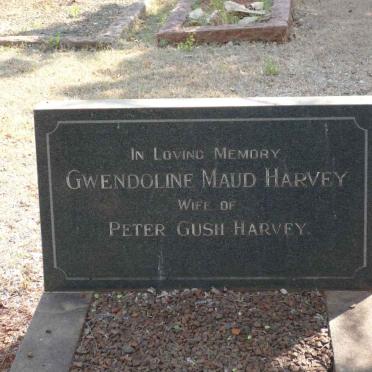 In Loving Memory
Gwendoline Maud Harvey
Wife of
Peter Gush Harvey.